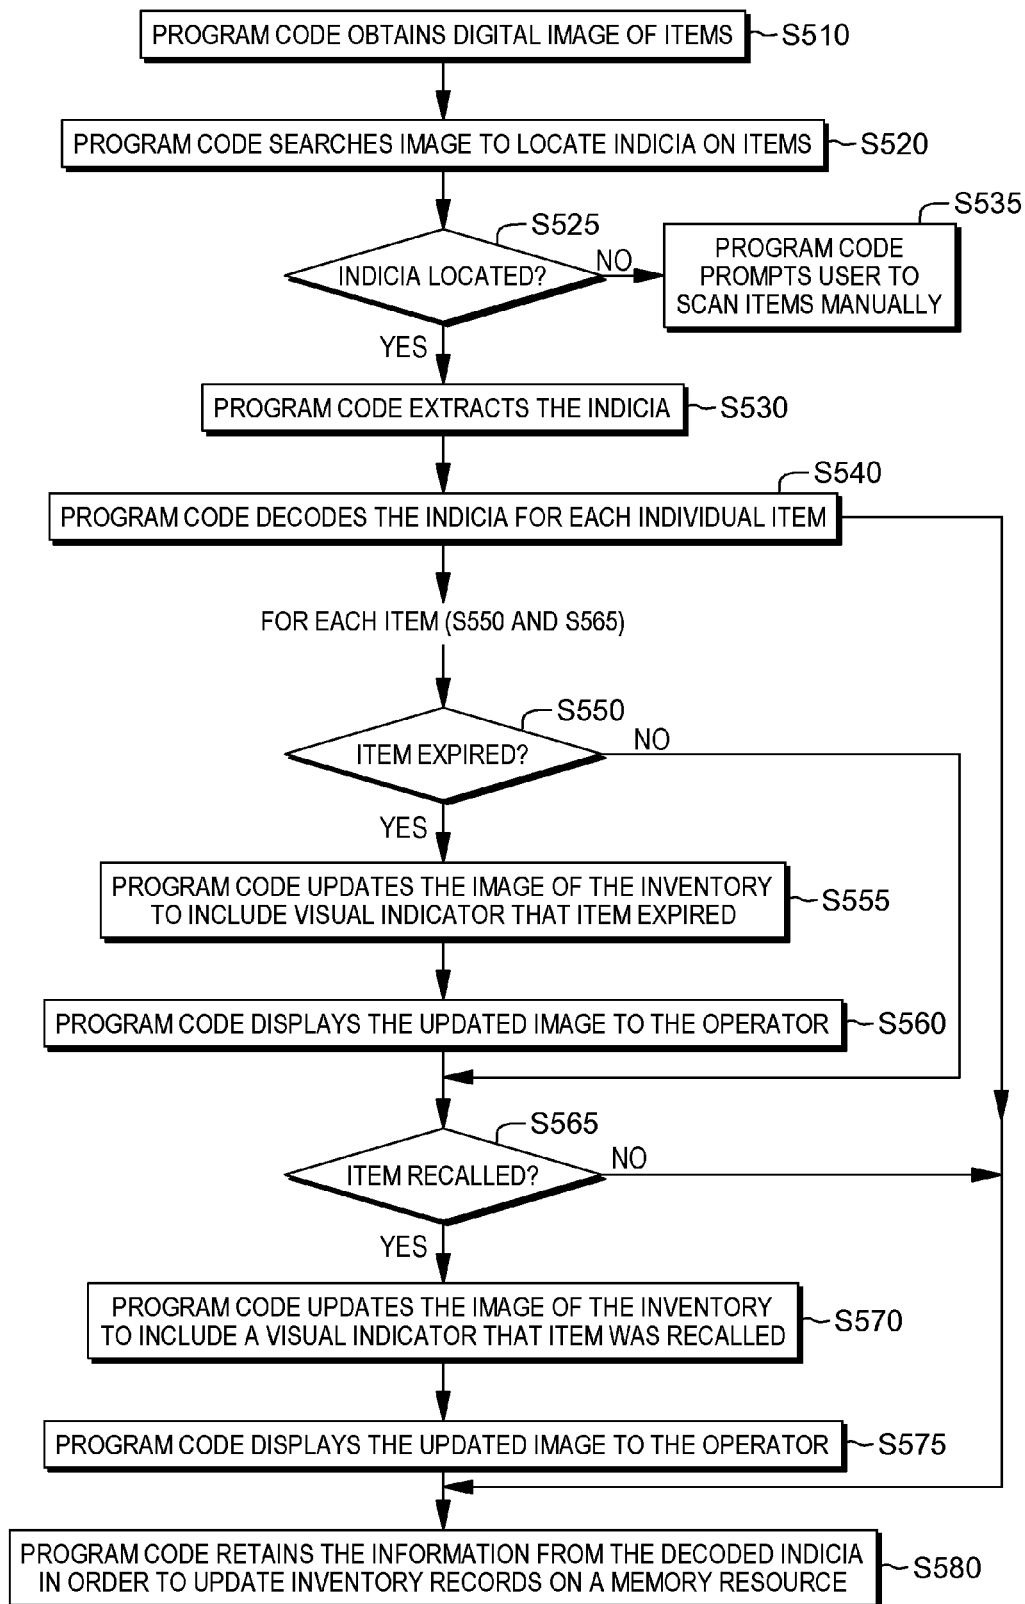 PROGRAM CODE OBTAINS DIGITAL IMAGE OF ITEMS
S510
PROGRAM CODE SEARCHES IMAGE TO LOCATE INDICIA ON ITEMS
S520
S525
INDICIA LOCATED?
NO
S535
PROGRAM CODE
PROMPTS USER TO
SCAN ITEMS MANUALLY
YES
PROGRAM CODE EXTRACTS THE INDICIA
S530
S540
PROGRAM CODE DECODES THE INDICIA FOR EACH INDIVIDUAL ITEM
FOR EACH ITEM (S550 AND S565)
S550
ITEM EXPIRED?
NO
YES
PROGRAM CODE UPDATES THE IMAGE OF THE INVENTORY
TO INCLUDE VISUAL INDICATOR THAT ITEM EXPIRED
S555
PROGRAM CODE DISPLAYS THE UPDATED IMAGE TO THE OPERATOR
S560
S565
ITEM RECALLED?
NO
YES
PROGRAM CODE UPDATES THE IMAGE OF THE INVENTORY
TO INCLUDE A VISUAL INDICATOR THAT ITEM WAS RECALLED
S570
PROGRAM CODE DISPLAYS THE UPDATED IMAGE TO THE OPERATOR
S575
PROGRAM CODE RETAINS THE INFORMATION FROM THE DECODED INDICIA
IN ORDER TO UPDATE INVENTORY RECORDS ON A MEMORY RESOURCE
S580